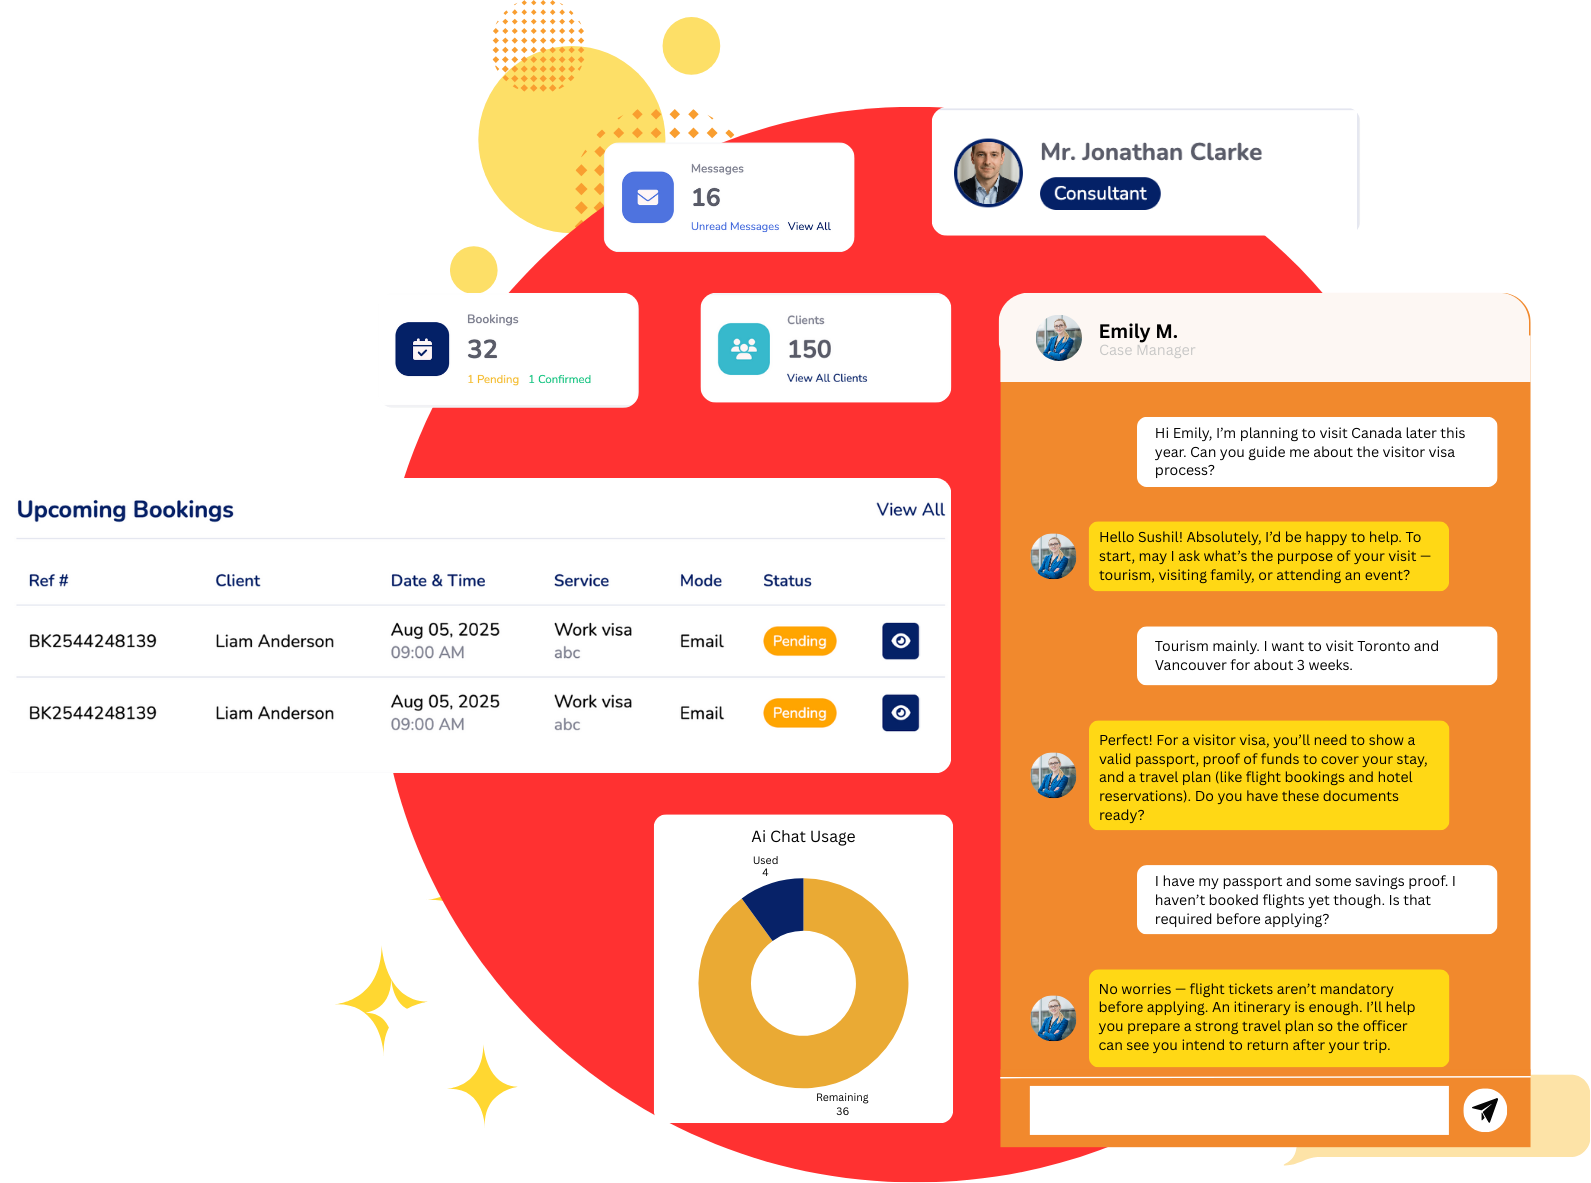 Messages
16
Unread Messages View All
Mr. Jonathan Clarke
Consultant
Bookings
32
1 Pending 1 Confirmed
Clients
150
View All Clients
Upcoming Bookings
View All
Ref # Client Date & Time Service Mode Status
BK2544248139 Liam Anderson Aug 05, 2025 09:00 AM Work visa abc Email Pending
BK2544248139 Liam Anderson Aug 05, 2025 09:00 AM Work visa abc Email Pending
Ai Chat Usage
Used
4
Remaining
36
Emily M.
Case Manager
Hi Emily, I’m planning to visit Canada later this
year. Can you guide me about the visitor visa
process?
Hello Sushil! Absolutely, I’d be happy to help. To
start, may I ask what’s the purpose of your visit —
tourism, visiting family, or attending an event?
Tourism mainly. I want to visit Toronto and
Vancouver for about 3 weeks.
Perfect! For a visitor visa, you’ll need to show a
valid passport, proof of funds to cover your stay,
and a travel plan (like flight bookings and hotel
reservations). Do you have these documents
ready?
I have my passport and some savings proof. I
haven’t booked flights yet though. Is that
required before applying?
No worries — flight tickets aren’t mandatory
before applying. An itinerary is enough. I’ll help
you prepare a strong travel plan so the officer
can see you intend to return after your trip.